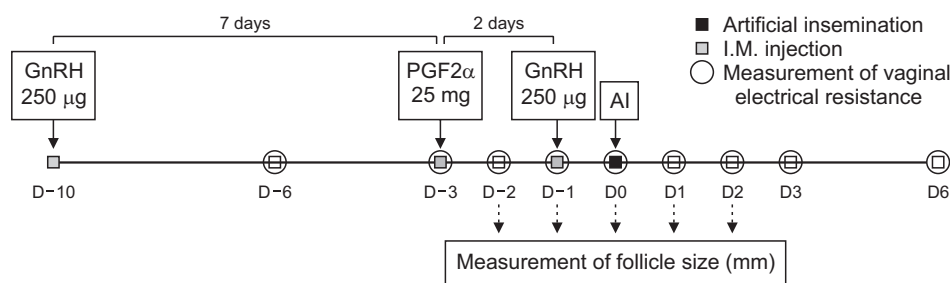 7 days
2 days
GnRH
250 μg
PGF2α
25 mg
GnRH
250 μg
AI
Artificial insemination
I.M. injection
Measurement of vaginal
electrical resistance
D−10
D−6
D−3
D−2
D−1
D0
D1
D2
D3
D6
Measurement of follicle size (mm)